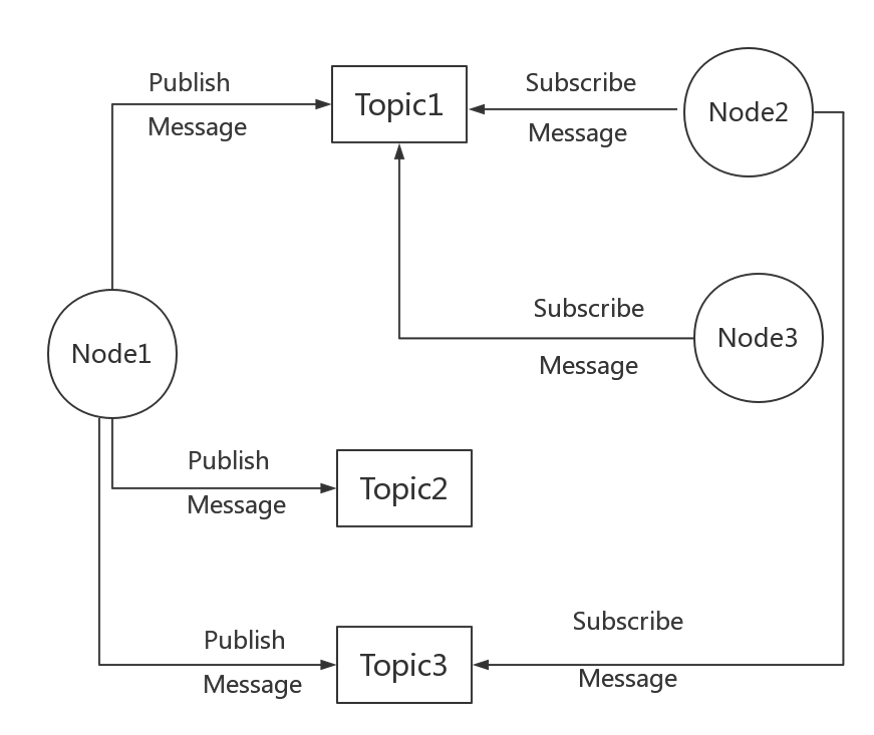 Publish
Message
Topic1
Subscribe
Message
Node2
Subscribe
Message
Node3
Node1
Publish
Message
Topic2
Publish
Message
Topic3
Subscribe
Message